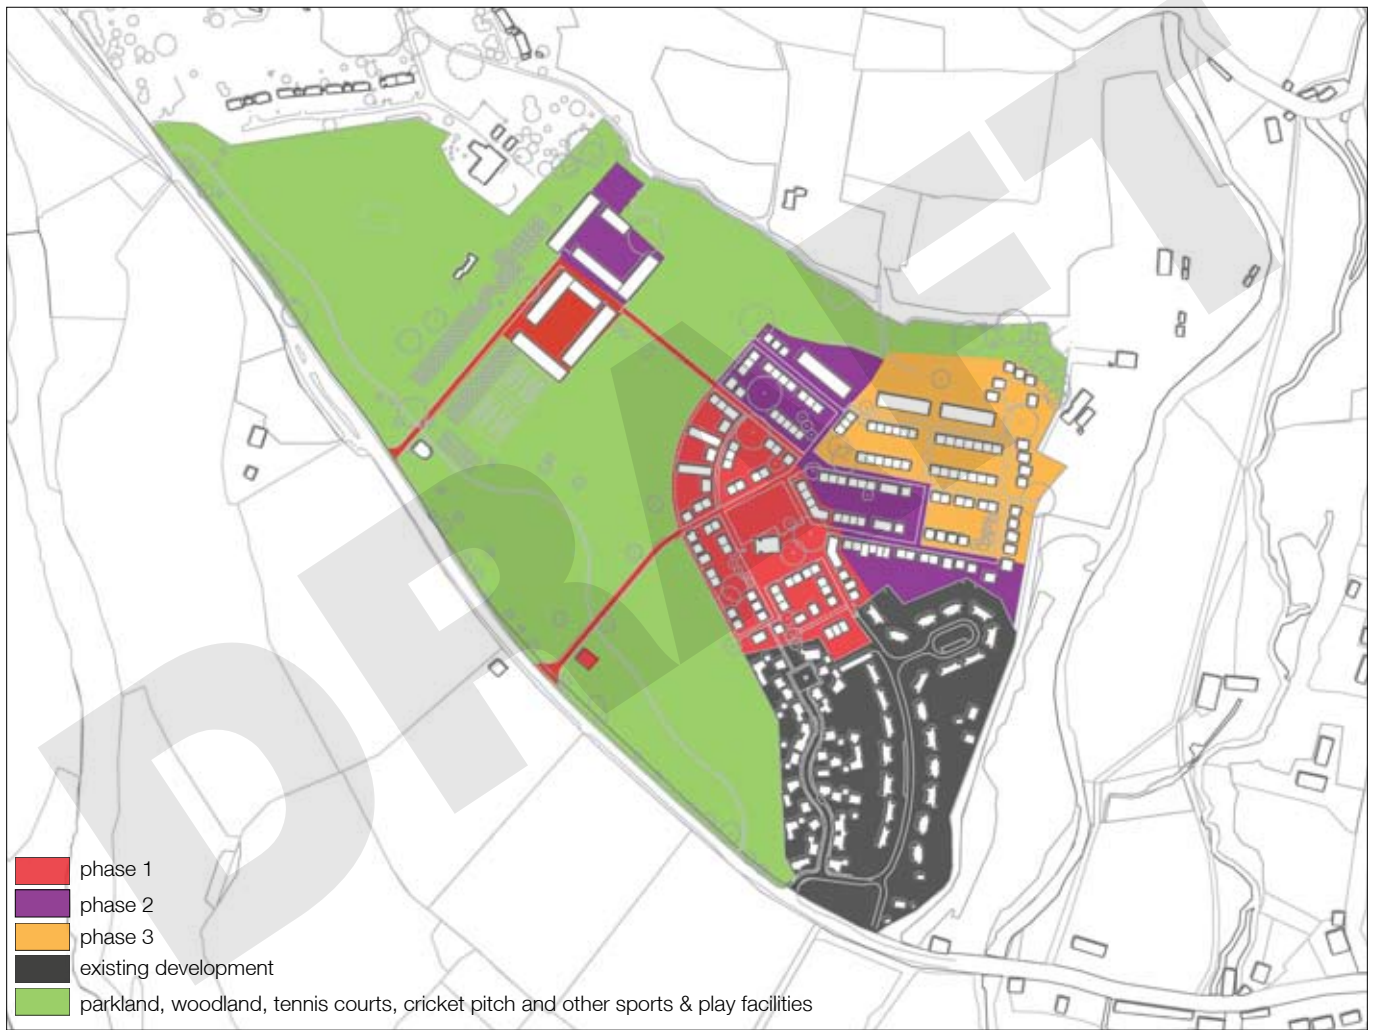 DRAFT
phase 1
phase 2
phase 3
existing development
parkland, woodland, tennis courts, cricket pitch and other sports & play facilities